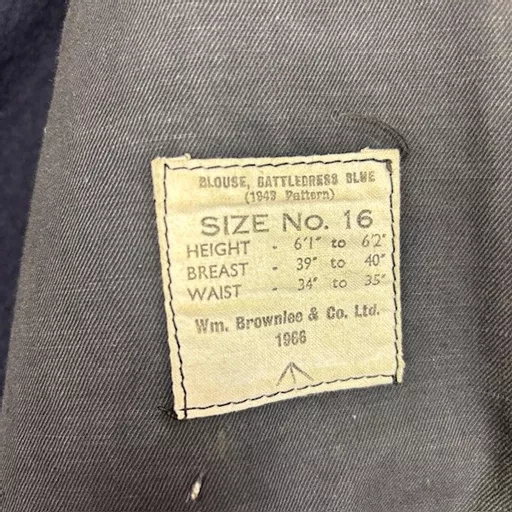 BLOUSE, BATTLEDRESS BLUE
(1949 Pattern)
SIZE No. 16
HEIGHT - 6'1" to 6'2"
BREAST - 39" to 40"
WAIST - 34" to 35"
Wm. Brownlee & Co. Ltd.
1966